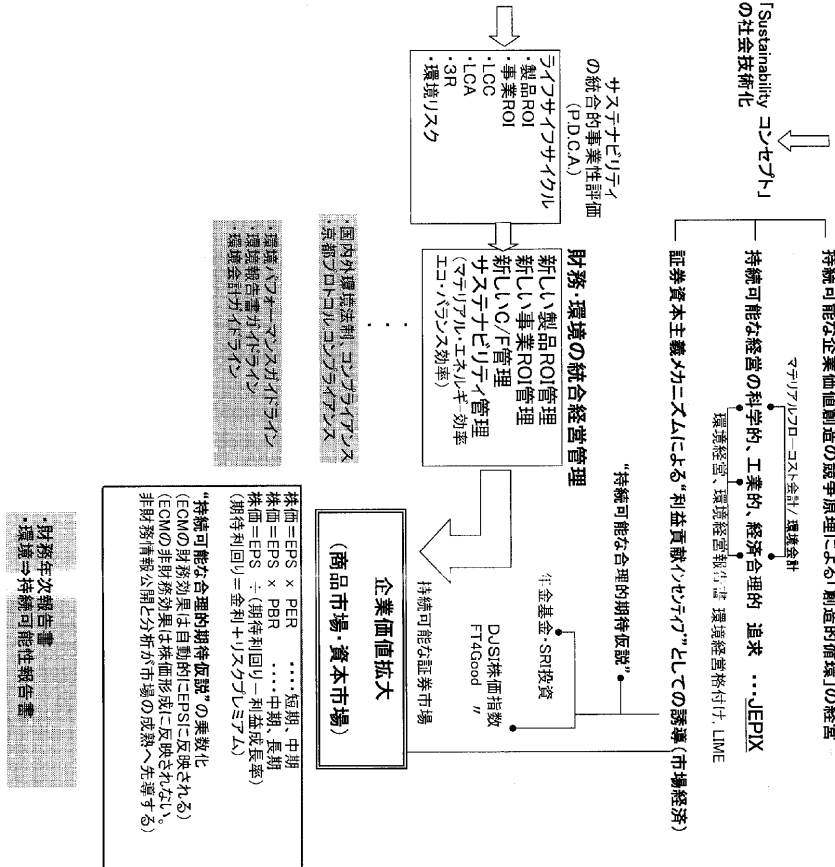 「Sustainability コンセプト」
の社会技術化
持続可能な企業価値創造の競争原理による「創造的循環」の経営
マテリアルフローコスト会計/環境会計
持続可能な経営の科学的、工業的、経済合理的 追求 ・・・JEPIX
環境経営、環境経営報告書 環境経営格付け、LIME
証券資本主義メカニズムによる“利益貢献インセンティブ”としての誘導(市場経済)
“持続可能な合理的期待仮説”
年金基金・SRI投資
DJSI株価指数
FT4Good 〃
持続可能な証券市場
サステナビリティ
の統合的事業性評価
(P.D.C.A.)
ライフサイフサイクル
・製品ROI
・事業ROI
・LCC
・LCA
・3R
・環境リスク
財務・環境の統合経営管理
新しい製品ROI管理
新しい事業ROI管理
新しいC/F管理
サステナビリティ管理
(マテリアル・エネルギー効率
エコ・バランス効率)
・国内外環境法制、コンプライアンス
・京都プロトコルコンプライアンス
・・・
・環境パフォーマンスガイドライン
・環境報告書ガイドライン
・環境会計ガイドライン
企業価値拡大
(商品市場・資本市場)
株価=EPS x PER ・・・・短期、中期
株価=EPS x PBR ・・・・中期、長期
株価=EPS ÷(期待利回り-利益成長率)
(期待利回り=金利+リスクプレミアム)
“持続可能な合理的期待仮説”の乗数化
(ECMの財務効果は自動的にEPSに反映される)
(ECMの非財務効果は株価形成に反映されない。
非財務情報公開と分析が市場の成熟へ先導する)
・財務年次報告書
・環境⇒持続可能性報告書